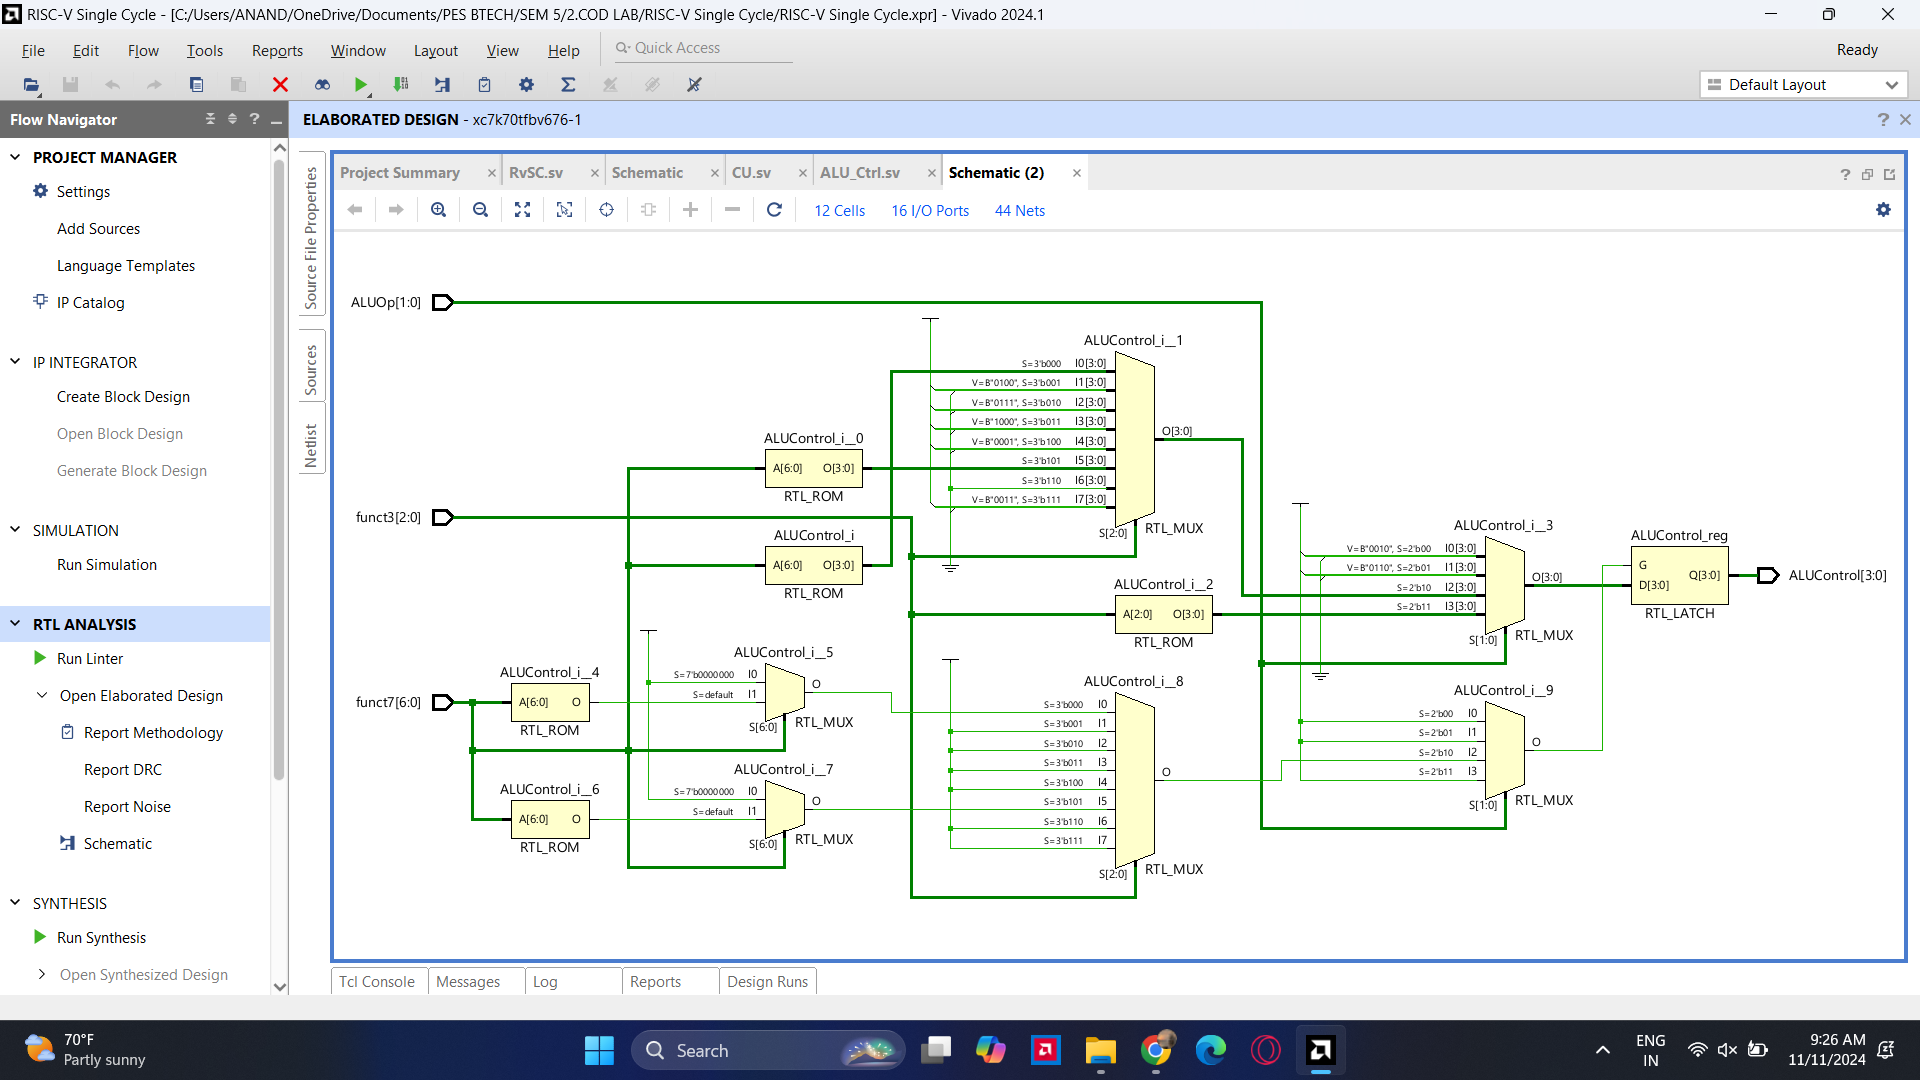 RISC-V Single Cycle - [C:/Users/ANAND/OneDrive/Documents/PES BTECH/SEM 5/2.COD LAB/RISC-V Single Cycle/RISC-V Single Cycle.xpr] - Vivado 2024.1
File Edit Flow Tools Reports Window Layout View Help Quick Access Ready
Default Layout
Flow Navigator
ELABORATED DESIGN - xc7k70tfbv676-1
PROJECT MANAGER
Settings
Add Sources
Language Templates
IP Catalog
IP INTEGRATOR
Create Block Design
Open Block Design
Generate Block Design
SIMULATION
Run Simulation
RTL ANALYSIS
Run Linter
Open Elaborated Design
Report Methodology
Report DRC
Report Noise
Schematic
SYNTHESIS
Run Synthesis
Open Synthesized Design
Source File Properties
Sources
Netlist
Project Summary RvSC.sv Schematic CU.sv ALU_Ctrl.sv Schematic (2)
12 Cells 16 I/O Ports 44 Nets
ALUOp[1:0]
funct3[2:0]
funct7[6:0]
ALUControl_i__4
A[6:0] O
RTL_ROM
ALUControl_i__6
A[6:0] O
RTL_ROM
ALUControl_i__0
A[6:0] O[3:0]
RTL_ROM
ALUControl_i
A[6:0] O[3:0]
RTL_ROM
ALUControl_i__5
S=7'b0000000 I0
S=default I1
O
S[6:0]
RTL_MUX
ALUControl_i__7
S=7'b0000000 I0
S=default I1
O
S[6:0]
RTL_MUX
ALUControl_i__1
S=3'b000 I0[3:0]
V=B"0100", S=3'b001 I1[3:0]
V=B"0111", S=3'b010 I2[3:0]
V=B"1000", S=3'b011 I3[3:0]
V=B"0001", S=3'b100 I4[3:0]
S=3'b101 I5[3:0]
S=3'b110 I6[3:0]
V=B"0011", S=3'b111 I7[3:0]
O[3:0]
S[2:0]
RTL_MUX
ALUControl_i__2
A[2:0] O[3:0]
RTL_ROM
ALUControl_i__8
S=3'b000 I0
S=3'b001 I1
S=3'b010 I2
S=3'b011 I3
S=3'b100 I4
S=3'b101 I5
S=3'b110 I6
S=3'b111 I7
O
S[2:0]
RTL_MUX
ALUControl_i__3
V=B"0010", S=2'b00 I0[3:0]
V=B"0110", S=2'b01 I1[3:0]
S=2'b10 I2[3:0]
S=2'b11 I3[3:0]
O[3:0]
S[1:0]
RTL_MUX
ALUControl_i__9
S=2'b00 I0
S=2'b01 I1
S=2'b10 I2
S=2'b11 I3
O
S[1:0]
RTL_MUX
ALUControl_reg
G
D[3:0]
Q[3:0]
RTL_LATCH
ALUControl[3:0]
Tcl Console Messages Log Reports Design Runs
70°F
Partly sunny
Search
ENG
IN
9:26 AM
11/11/2024